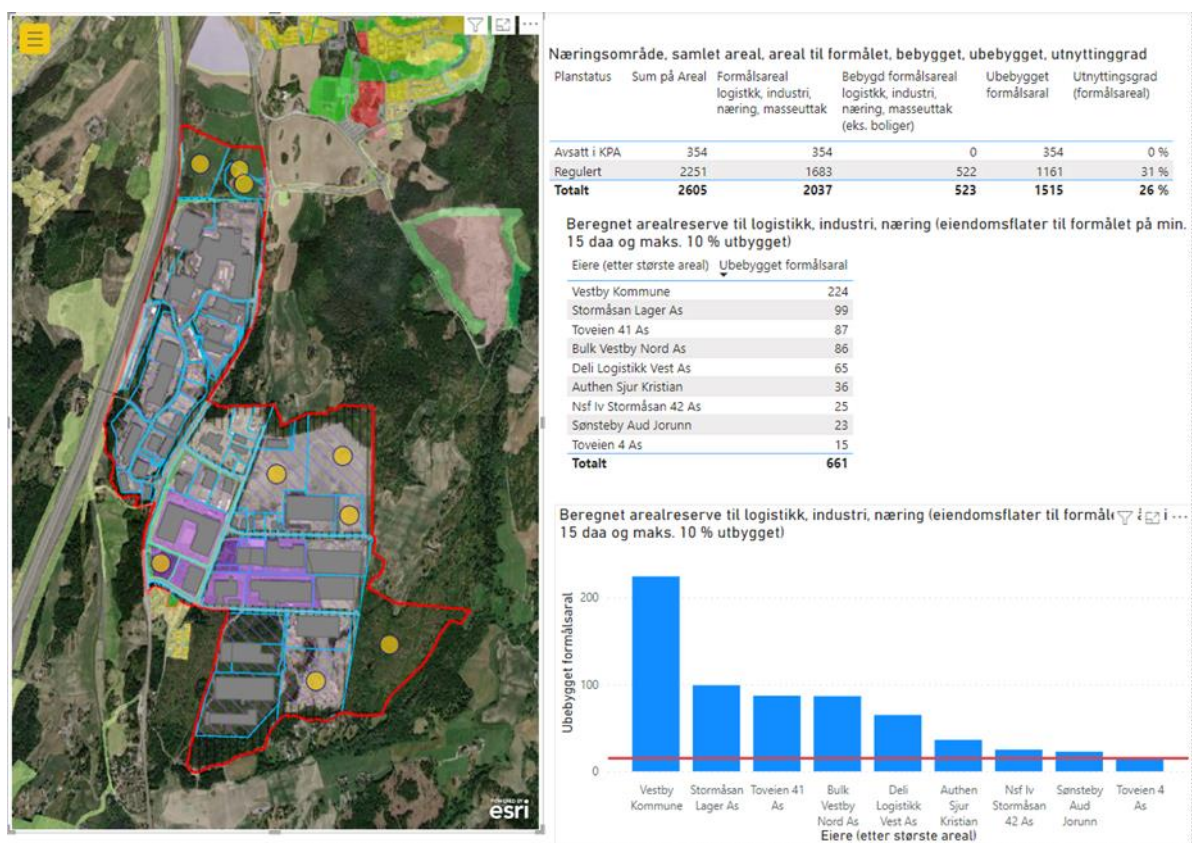 Næringsområde, samlet areal, areal til formålet, bebygget, ubebygget, utnyttinggrad
Planstatus Sum på Areal Formålsareal logistkk, industri, næring, masseuttak Bebygd formålsareal logistkk, industri, næring, masseuttak (eks. boliger) Ubebygget formålsaral Utnyttingsgrad (formålsareal)
Avsatt i KPA 354 354 0 354 0 %
Regulert 2251 1683 522 1161 31 %
Totalt 2605 2037 523 1515 26 %
Beregnet arealreserve til logistikk, industri, næring (eiendomsflater til formålet på min.
15 daa og maks. 10 % utbygget)
Eiere (etter største areal) Ubebygget formålsaral
Vestby Kommune 224
Stormåsan Lager As 99
Toveien 41 As 87
Bulk Vestby Nord As 86
Deli Logistikk Vest As 65
Authen Sjur Kristian 36
Nsf Iv Stormåsan 42 As 25
Sønsteby Aud Jorunn 23
Toveien 4 As 15
Totalt 661
Beregnet arealreserve til logistikk, industri, næring (eiendomsflater til
15 daa og maks. 10 % utbygget)
Ubebygget formålsaral
200
100
0
Vestby Kommune
Stormåsan Lager As
Toveien 41 As
Bulk Vestby Nord As
Deli Logistikk Vest As
Authen Sjur Kristian
Nsf Iv Stormåsan 42 As
Sønsteby Aud Jorunn
Toveien 4 As
Eiere (etter største areal)
POWERED BY
esri